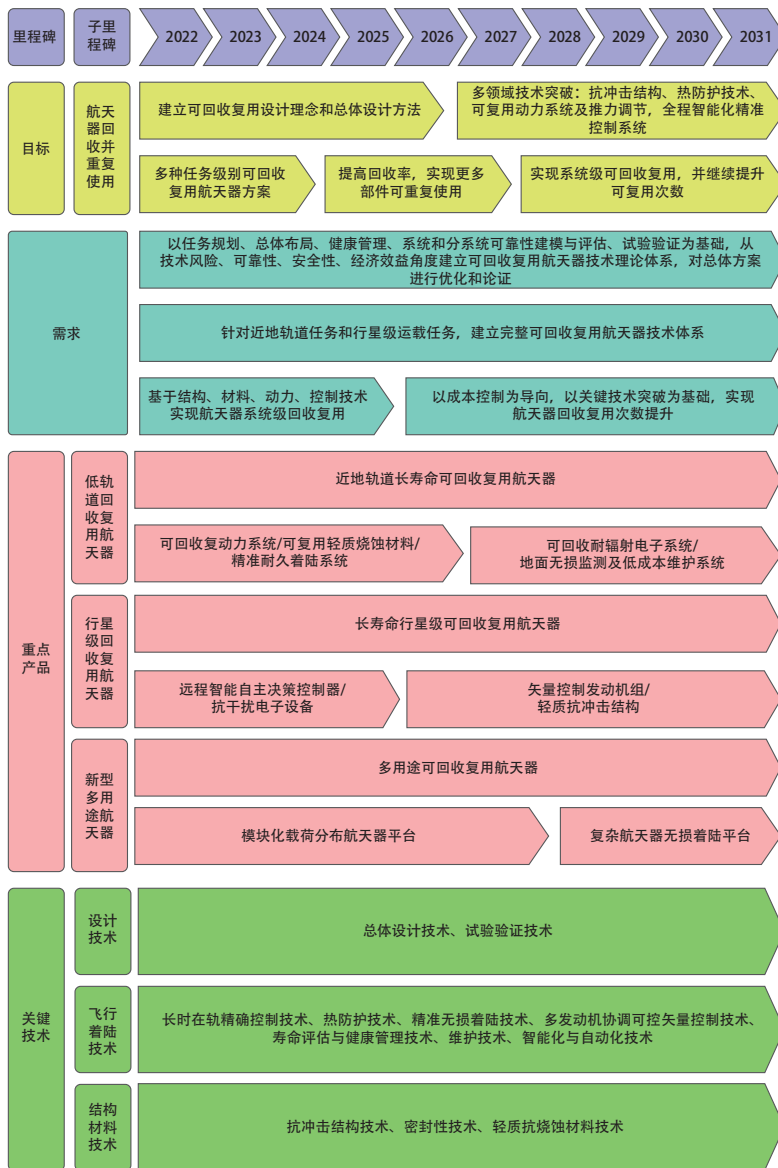 里程碑
子里
程碑
2022
2023
2024
2025
2026
2027
2028
2029
2030
2031
目标
航天
器回
收并
重复
使用
建立可回收复用设计理念和总体设计方法
多领域技术突破：抗冲击结构、热防护技术、
可复用动力系统及推力调节，全程智能化精准
控制系统
多种任务级别可回收
复用航天器方案
提高回收率，实现更多
部件可重复使用
实现系统级可回收复用，并继续提升
可复用次数
需求
以任务规划、总体布局、健康管理、系统和分系统可靠性建模与评估、试验验证为基础，从
技术风险、可靠性、安全性、经济效益角度建立可回收复用航天器技术理论体系，对总体方案
进行优化和论证
针对近地轨道任务和行星级运载任务，建立完整可回收复用航天器技术体系
基于结构、材料、动力、控制技术
实现航天器系统级回收复用
以成本控制为导向，以关键技术突破为基础，实现
航天器回收复用次数提升
重点
产品
低轨
道回
收复
用航
天器
近地轨道长寿命可回收复用航天器
可回收复动力系统/可复用轻质烧蚀材料/
精准耐久着陆系统
可回收耐辐射电子系统/
地面无损监测及低成本维护系统
行星
级回
收复
用航
天器
长寿命行星级可回收复用航天器
远程智能自主决策控制器/
抗干扰电子设备
矢量控制发动机组/
轻质抗冲击结构
新型
多用
途航
天器
多用途可回收复用航天器
模块化载荷分布航天器平台
复杂航天器无损着陆平台
关键
技术
设计
技术
总体设计技术、试验验证技术
飞行
着陆
技术
长时在轨精确控制技术、热防护技术、精准无损着陆技术、多发动机协调可控矢量控制技术、
寿命评估与健康管理技术、维护技术、智能化与自动化技术
结构
材料
技术
抗冲击结构技术、密封性技术、轻质抗烧蚀材料技术